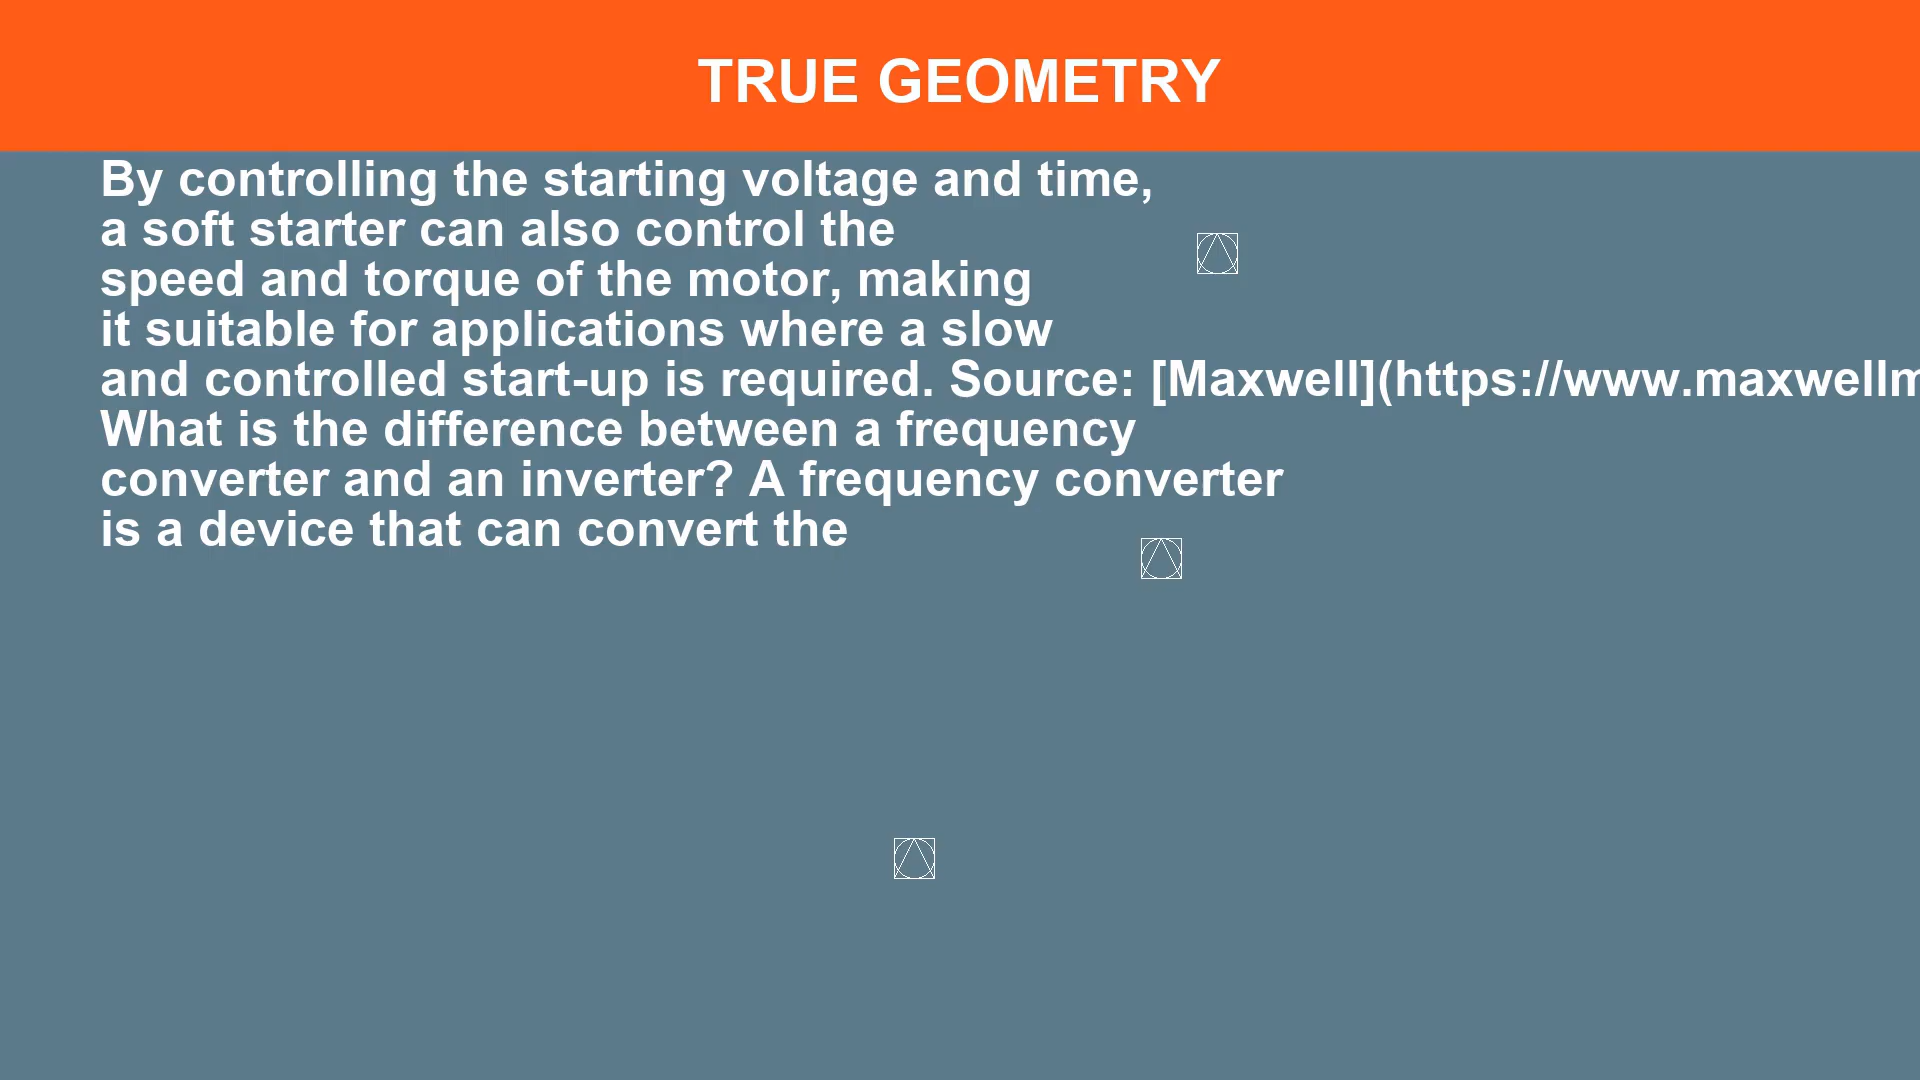 TRUE GEOMETRY
By controlling the starting voltage and time,
a soft starter can also control the
speed and torque of the motor, making
it suitable for applications where a slow
and controlled start-up is required. Source: [Maxwell](https://www.maxwellm
What is the difference between a frequency
converter and an inverter? A frequency converter
is a device that can convert the